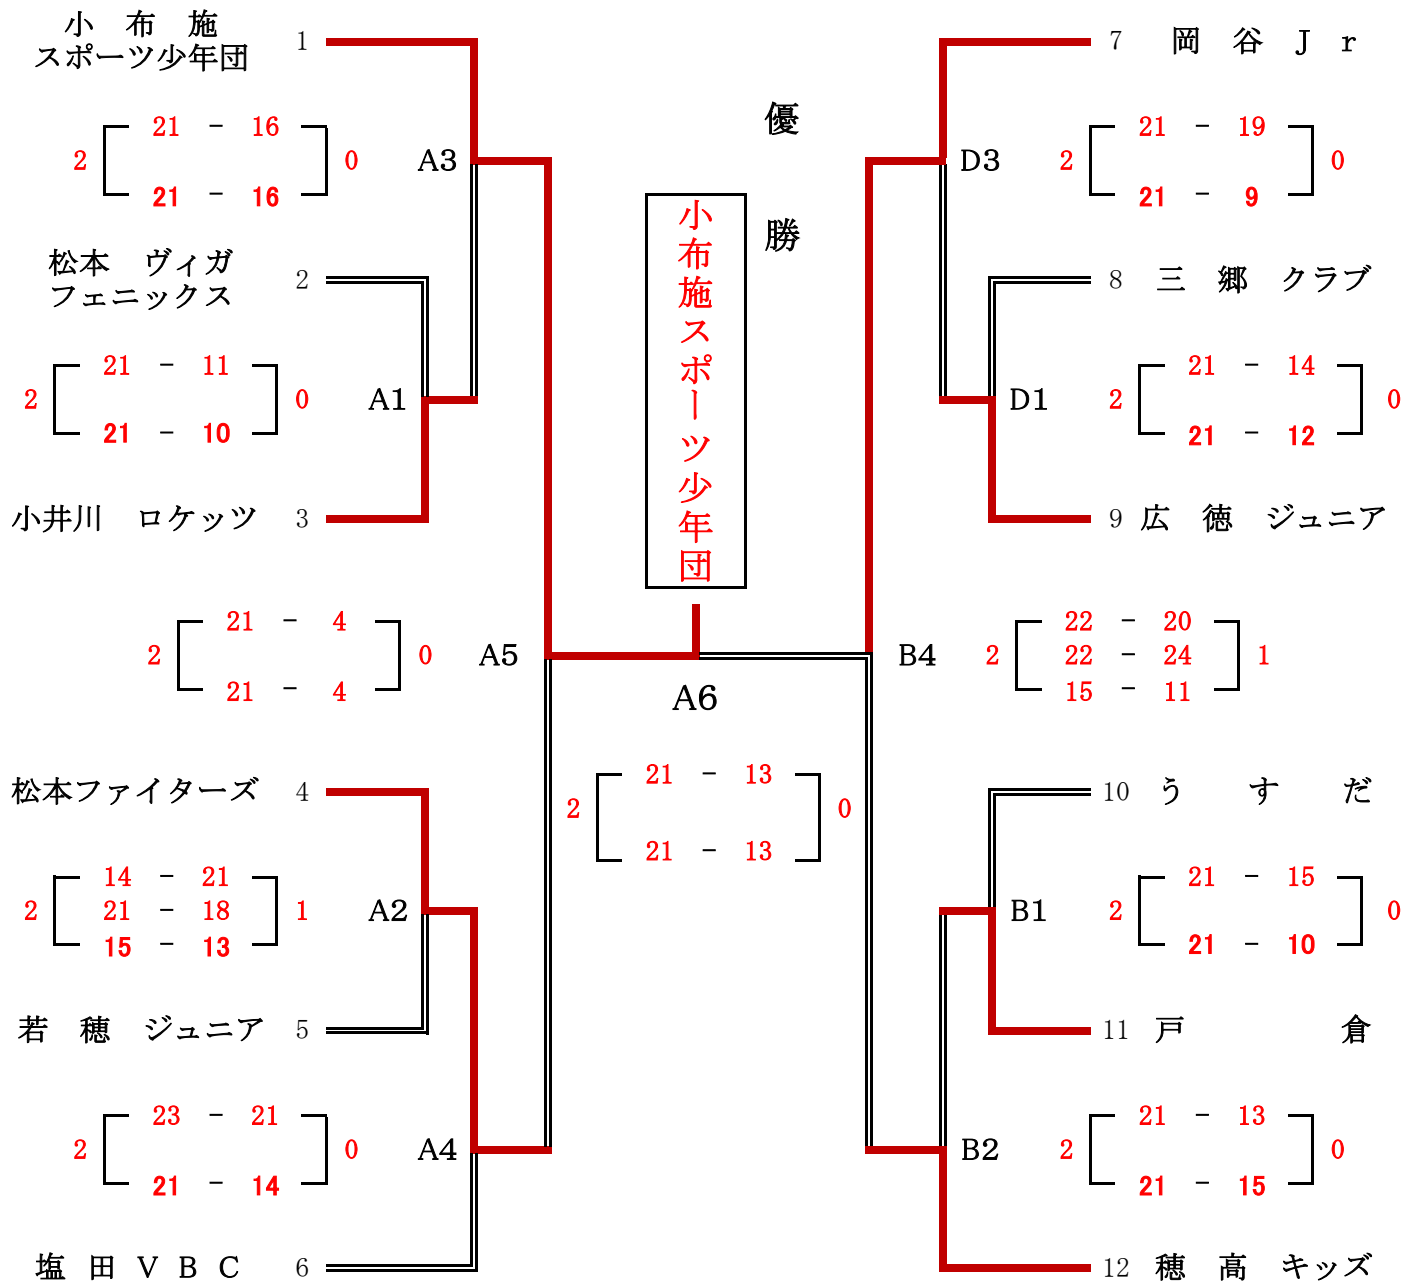 小 布 施
スポーツ少年団
1
21 － 16
2 0
21 － 16
A3
松本 ヴィガ
フェニックス
2
21 － 11
2 0
21 － 10
A1
小井川 ロケッツ 3
21 － 4
2 0
21 － 4
A5
松本ファイターズ 4
14 － 21
2 21 － 18 1
15 － 13
A2
若 穂 ジュニア 5
23 － 21
2 0
21 － 14
A4
塩 田 V B C 6
優
勝
小布施スポーツ少年団
A6
21 － 13
2 0
21 － 13
7 岡 谷 J r
D3
21 － 19
2 0
21 － 9
8 三 郷 クラブ
D1
21 － 14
2 0
21 － 12
9 広 徳 ジュニア
B4
22 － 20
2 22 － 24 1
15 － 11
10 う す だ
B1
21 － 15
2 0
21 － 10
11 戸 倉
B2
21 － 13
2 0
21 － 15
12 穂 高 キッズ